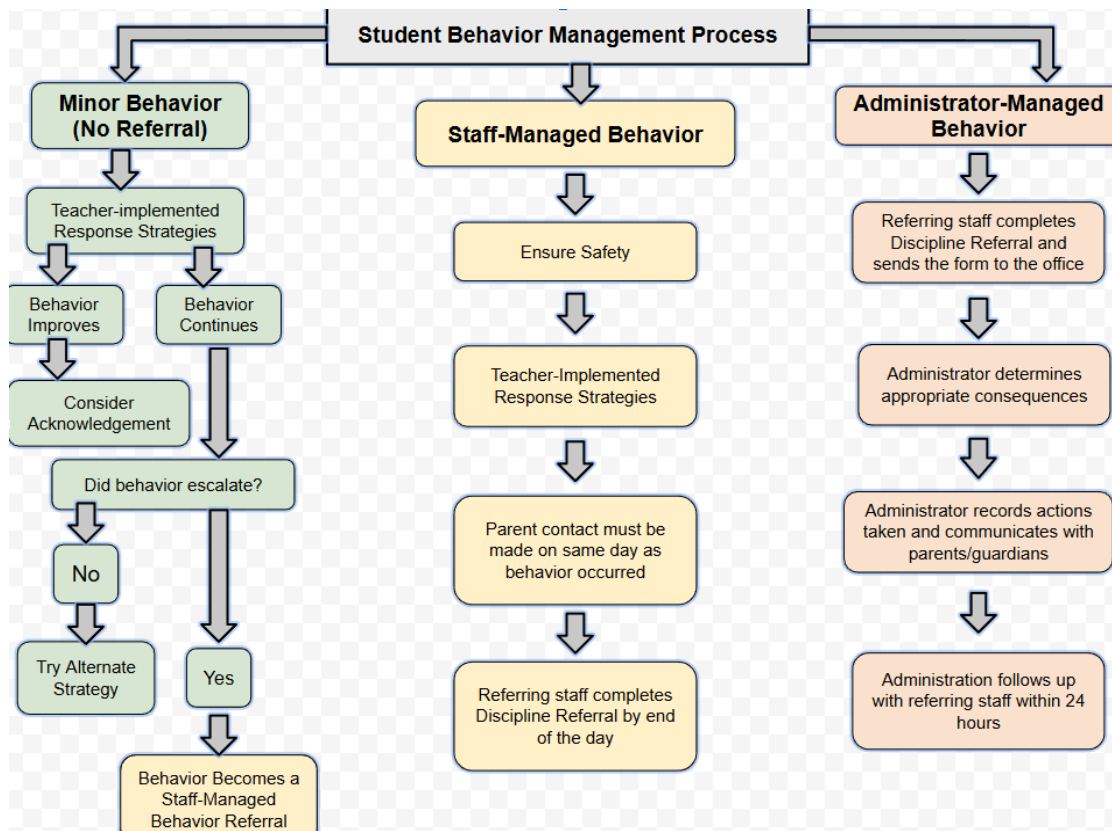 Student Behavior Management Process
Minor Behavior
(No Referral)
Teacher-implemented
Response Strategies
Behavior
Improves
Behavior
Continues
Consider
Acknowledgement
Did behavior escalate?
No
Yes
Try Alternate
Strategy
Behavior Becomes a
Staff-Managed
Behavior Referral
Staff-Managed Behavior
Ensure Safety
Teacher-Implemented
Response Strategies
Parent contact must be
made on same day as
behavior occurred
Referring staff completes
Discipline Referral by end
of the day
Administrator-Managed
Behavior
Referring staff completes
Discipline Referral and
sends the form to the office
Administrator determines
appropriate consequences
Administrator records actions
taken and communicates with
parents/guardians
Administration follows up
with referring staff within 24
hours